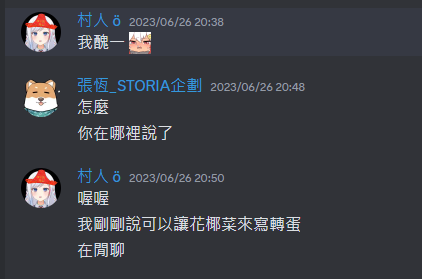 村人 ö 2023/06/26 20:38
我醜一
張恆_STORIA企劃 2023/06/26 20:48
怎麼
你在哪裡說了
村人 ö 2023/06/26 20:50
喔喔
我剛剛說可以讓花椰菜來寫轉蛋
在閒聊